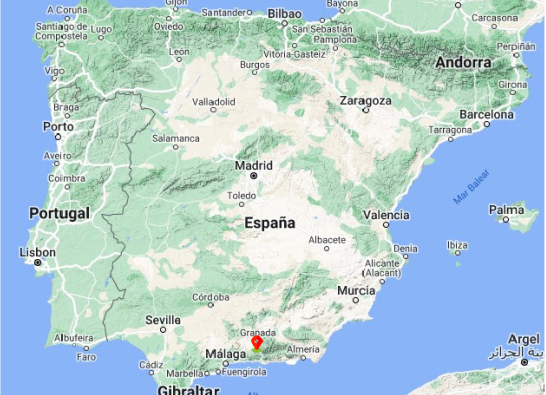 A Coruña
Gijón
Santander
Bilbao
Bayona
Carcasona
Santiago de
Compostela
Lugo
Oviedo
San Sebastián
Pamplona
Perpiñán
León
Vitoria-Gasteiz
Andorra
Vigo
Burgos
Girona
Braga
Valladolid
Zaragoza
Barcelona
Porto
Tarragona
Salamanca
Aveiro
Madrid
Coimbra
Mar Balear
Toledo
Portugal
España
Valencia
Palma
Albacete
Ibiza
Lisbon
Denia
Alicante
(Alacant)
Murcia
Córdoba
Seville
Granada
Albufeira
Faro
Málaga
Almería
Argel
الجزائر
Cádiz
Marbella
Fuengirola
Gibraltar